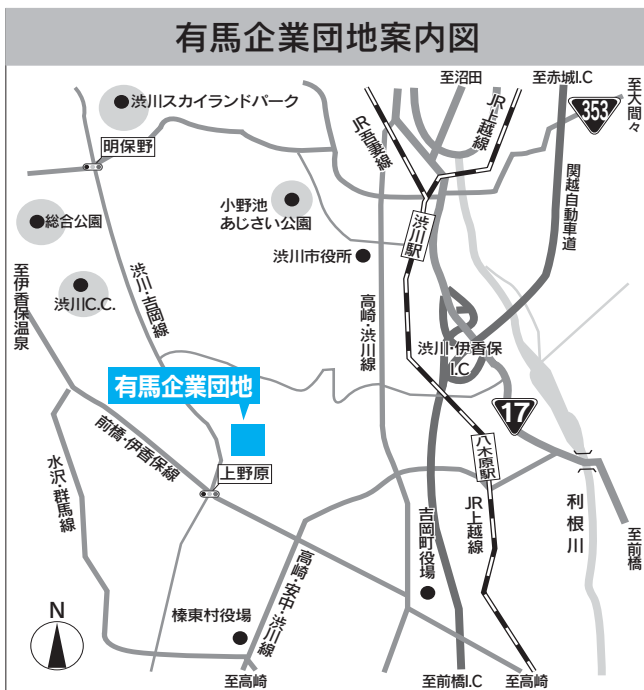 有馬企業団地案内図
至沼田
至赤城I.C
至大間々
353
渋川スカイランドパーク
JR吾妻線
JR上越線
明保野
関越自動車道
小野池
あじさい公園
総合公園
渋川駅
渋川市役所
至伊香保温泉
渋川C.C.
渋川・吉岡線
高崎・渋川線
渋川・伊香保
I.C
有馬企業団地
17
前橋・伊香保線
八木原駅
水沢・群馬線
上野原
JR上越線
利根川
至前橋
吉岡町役場
高崎・安中・渋川線
N
榛東村役場
至高崎
至前橋I.C
至高崎